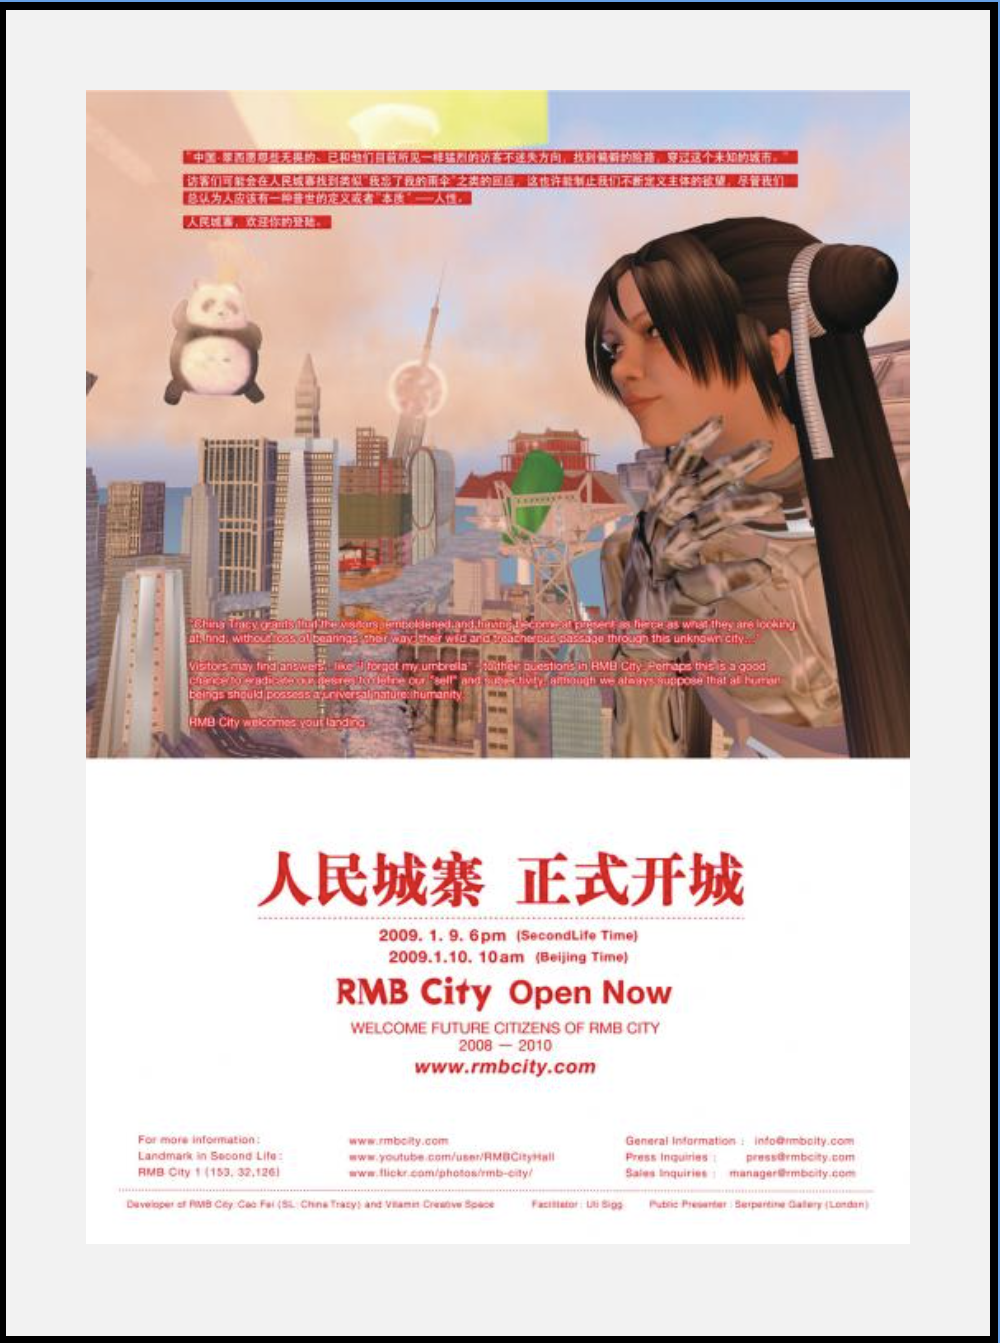 "中国·翠西愿那些无畏的、已和他们目前所见一样猛烈的访客不迷失方向，找到偏僻的险路，穿过这个未知的城市。"
访客们可能会在人民城寨找到类似"我忘了我的雨伞"之类的回应，这也许能制止我们不断定义主体的欲望，尽管我们
总认为人应该有一种普世的定义或者"本质"——人性。
人民城寨，欢迎你的登陆。
"China Tracy grants that the visitors, emboldened and having become at present as fierce as what they are looking
at, find, without loss of bearings, their way, their wild and treacherous passage through this unknown city...."
Visitors may find answers - like "I forgot my umbrella" - to their questions in RMB City. Perhaps this is a good
chance to eradicate our desires to define our "self" and subjectivity, although we always suppose that all human
beings should possess a universal nature: humanity.
RMB City welcomes your landing.
人民城寨 正式开城
2009. 1. 9. 6pm (SecondLife Time)
2009.1.10. 10am (Beijing Time)
RMB City Open Now
WELCOME FUTURE CITIZENS OF RMB CITY
2008 — 2010
www.rmbcity.com
For more information:
Landmark in Second Life:
RMB City 1 (153, 32,126)
www.rmbcity.com
www.youtube.com/user/RMBCityHall
www.flickr.com/photos/rmb-city/
General Information : info@rmbcity.com
Press Inquiries : press@rmbcity.com
Sales Inquiries : manager@rmbcity.com
Developer of RMB City: Cao Fei (SL: China Tracy) and Vitamin Creative Space Facilitator : Uli Sigg Public Presenter : Serpentine Gallery (London)